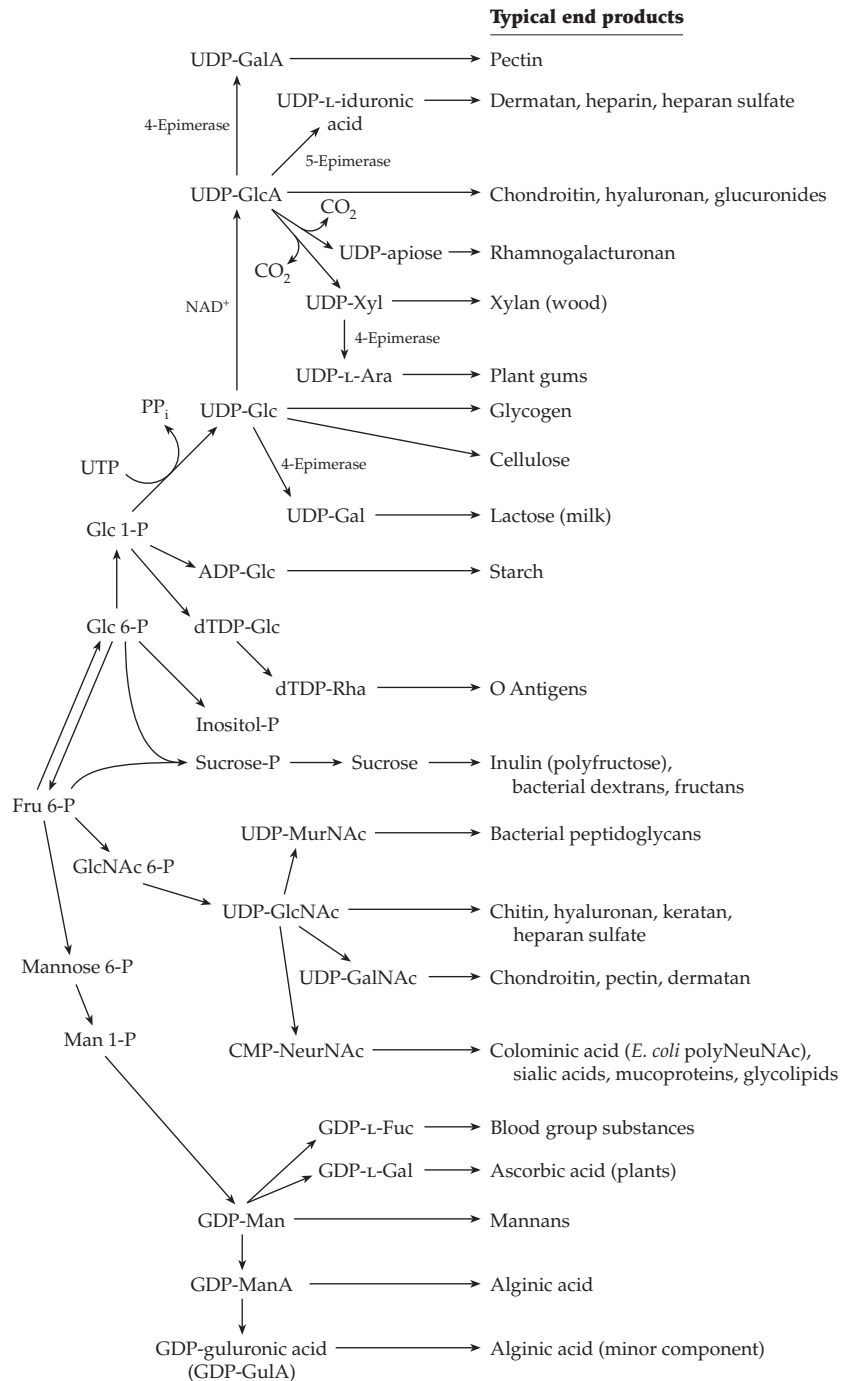 Typical end products
UDP-GalA
Pectin
UDP-L-iduronic
acid
Dermatan, heparin, heparan sulfate
4-Epimerase
5-Epimerase
UDP-GlcA
Chondroitin, hyaluronan, glucuronides
CO2
UDP-apiose
Rhamnogalacturonan
CO2
NAD+
UDP-Xyl
Xylan (wood)
4-Epimerase
UDP-L-Ara
Plant gums
PPi
UDP-Glc
Glycogen
UTP
4-Epimerase
Cellulose
UDP-Gal
Lactose (milk)
Glc 1-P
ADP-Glc
Starch
Glc 6-P
dTDP-Glc
dTDP-Rha
O Antigens
Inositol-P
Sucrose-P
Sucrose
Inulin (polyfructose),
bacterial dextrans, fructans
Fru 6-P
UDP-MurNAc
Bacterial peptidoglycans
GlcNAc 6-P
UDP-GlcNAc
Chitin, hyaluronan, keratan,
heparan sulfate
Mannose 6-P
UDP-GalNAc
Chondroitin, pectin, dermatan
Man 1-P
CMP-NeurNAc
Colominic acid (E. coli polyNeuNAc),
sialic acids, mucoproteins, glycolipids
GDP-L-Fuc
Blood group substances
GDP-L-Gal
Ascorbic acid (plants)
GDP-Man
Mannans
GDP-ManA
Alginic acid
GDP-guluronic acid
(GDP-GulA)
Alginic acid (minor component)